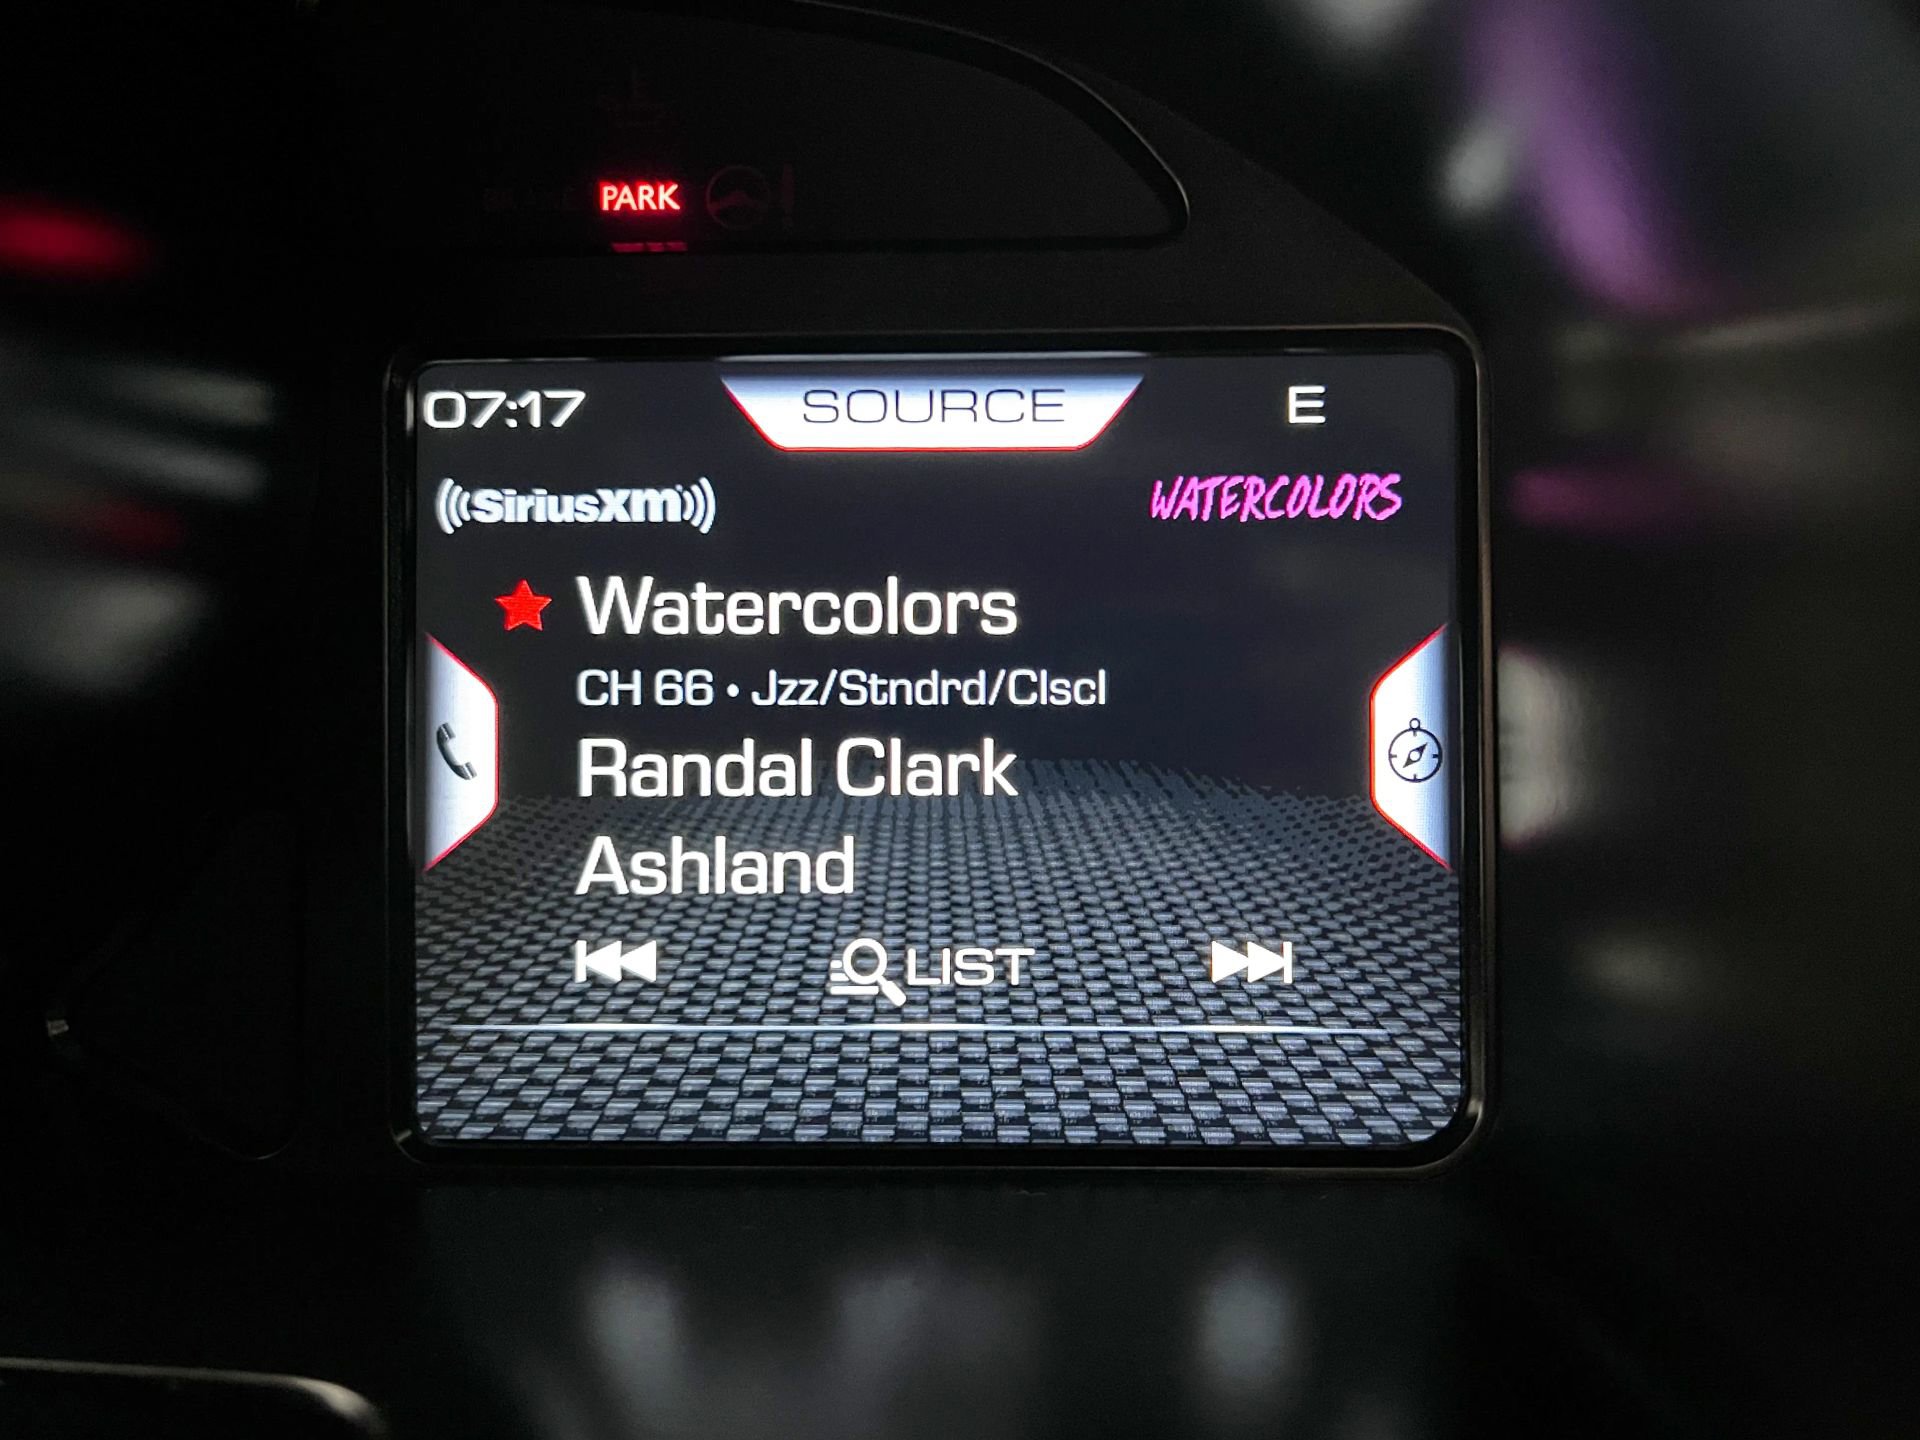 PARK
07:17 SOURCE E
SiriusXM WATERCOLORS
Watercolors
CH 66 • Jzz/Stndrd/Clscl
Randal Clark
Ashland
LIST